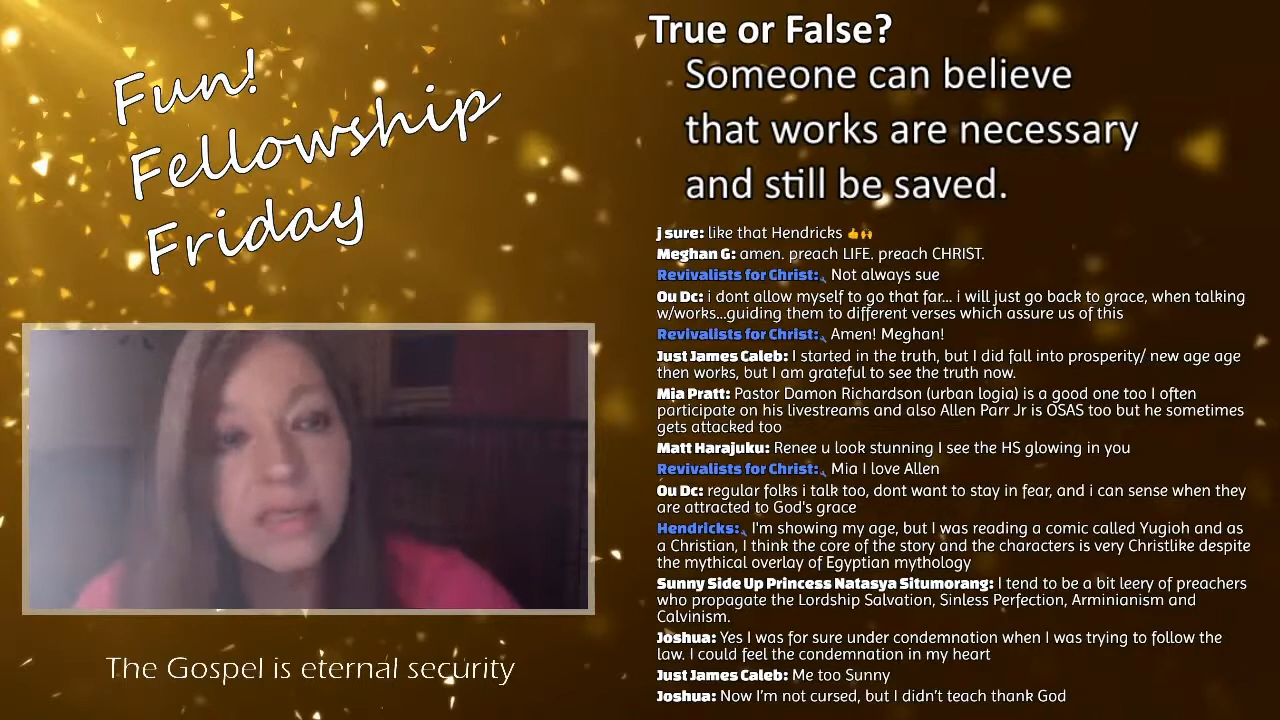 Fun!
Fellowship
Friday
The Gospel is eternal security
True or False?
Someone can believe
that works are necessary
and still be saved.
j sure: like that Hendricks 👍🙌
Meghan G: amen. preach LIFE. preach CHRIST.
Revivalists for Christ: Not always sue
Ou Dc: i dont allow myself to go that far... i will just go back to grace, when talking
w/works...guiding them to different verses which assure us of this
Revivalists for Christ: Amen! Meghan!
Just James Caleb: I started in the truth, but I did fall into prosperity/ new age age
then works, but I am grateful to see the truth now.
Mia Pratt: Pastor Damon Richardson (urban logia) is a good one too I often
participate on his livestreams and also Allen Parr Jr is OSAS too but he sometimes
gets attacked too
Matt Harajuku: Renee u look stunning I see the HS glowing in you
Revivalists for Christ: Mia I love Allen
Ou Dc: regular folks i talk too, dont want to stay in fear, and i can sense when they
are attracted to God's grace
Hendricks: I'm showing my age, but I was reading a comic called Yugioh and as
a Christian, I think the core of the story and the characters is very Christlike despite
the mythical overlay of Egyptian mythology
Sunny Side Up Princess Natasya Situmorang: I tend to be a bit leery of preachers
who propagate the Lordship Salvation, Sinless Perfection, Arminianism and
Calvinism.
Joshua: Yes I was for sure under condemnation when I was trying to follow the
law. I could feel the condemnation in my heart
Just James Caleb: Me too Sunny
Joshua: Now I'm not cursed, but I didn't teach thank God